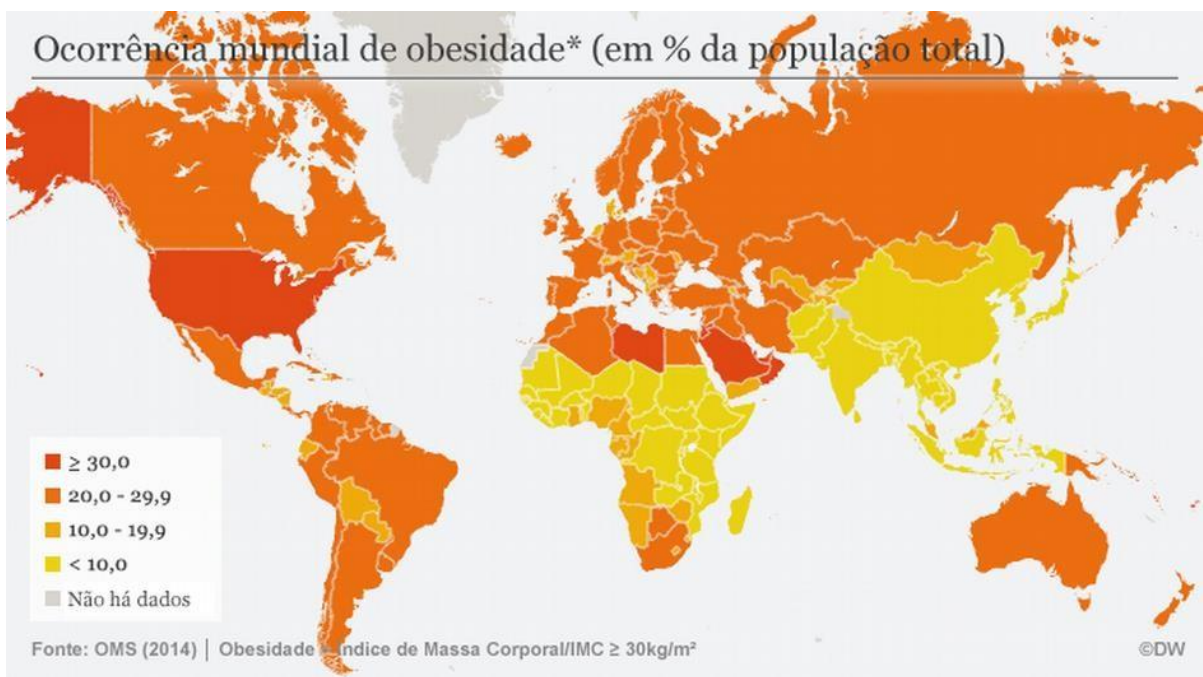 Ocorrência mundial de obesidade* (em % da população total)
≥ 30,0
20,0 - 29,9
10,0 - 19,9
< 10,0
Não há dados
Fonte: OMS (2014) | Obesidade Índice de Massa Corporal/IMC ≥ 30kg/m²
©DW